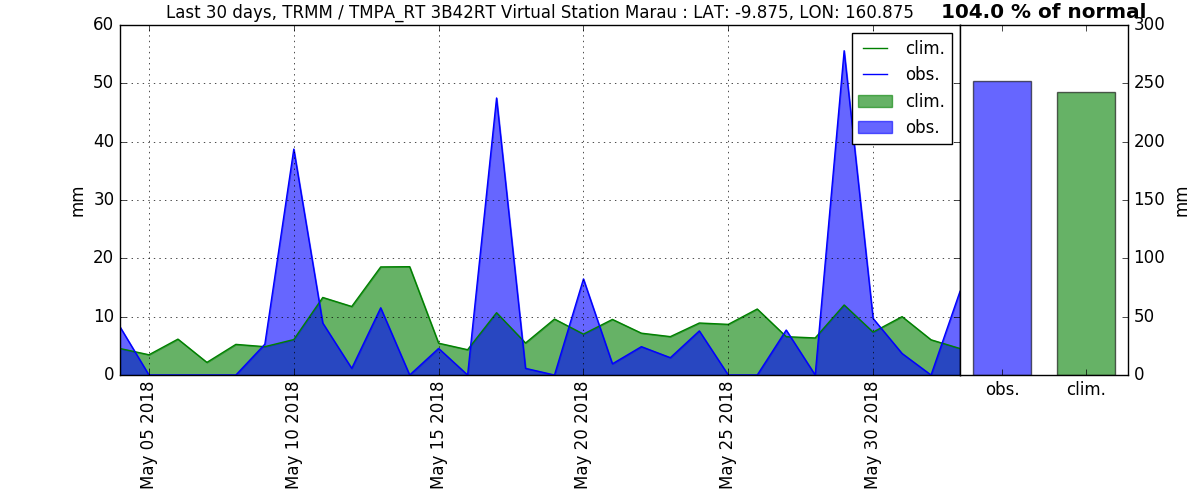 Last 30 days, TRMM / TMPA_RT 3B42RT Virtual Station Marau : LAT: -9.875, LON: 160.875
104.0 % of normal
60
50
40
30
20
10
0
mm
clim.
obs.
clim.
obs.
300
250
200
150
100
50
0
mm
May 05 2018
May 10 2018
May 15 2018
May 20 2018
May 25 2018
May 30 2018
obs.
clim.